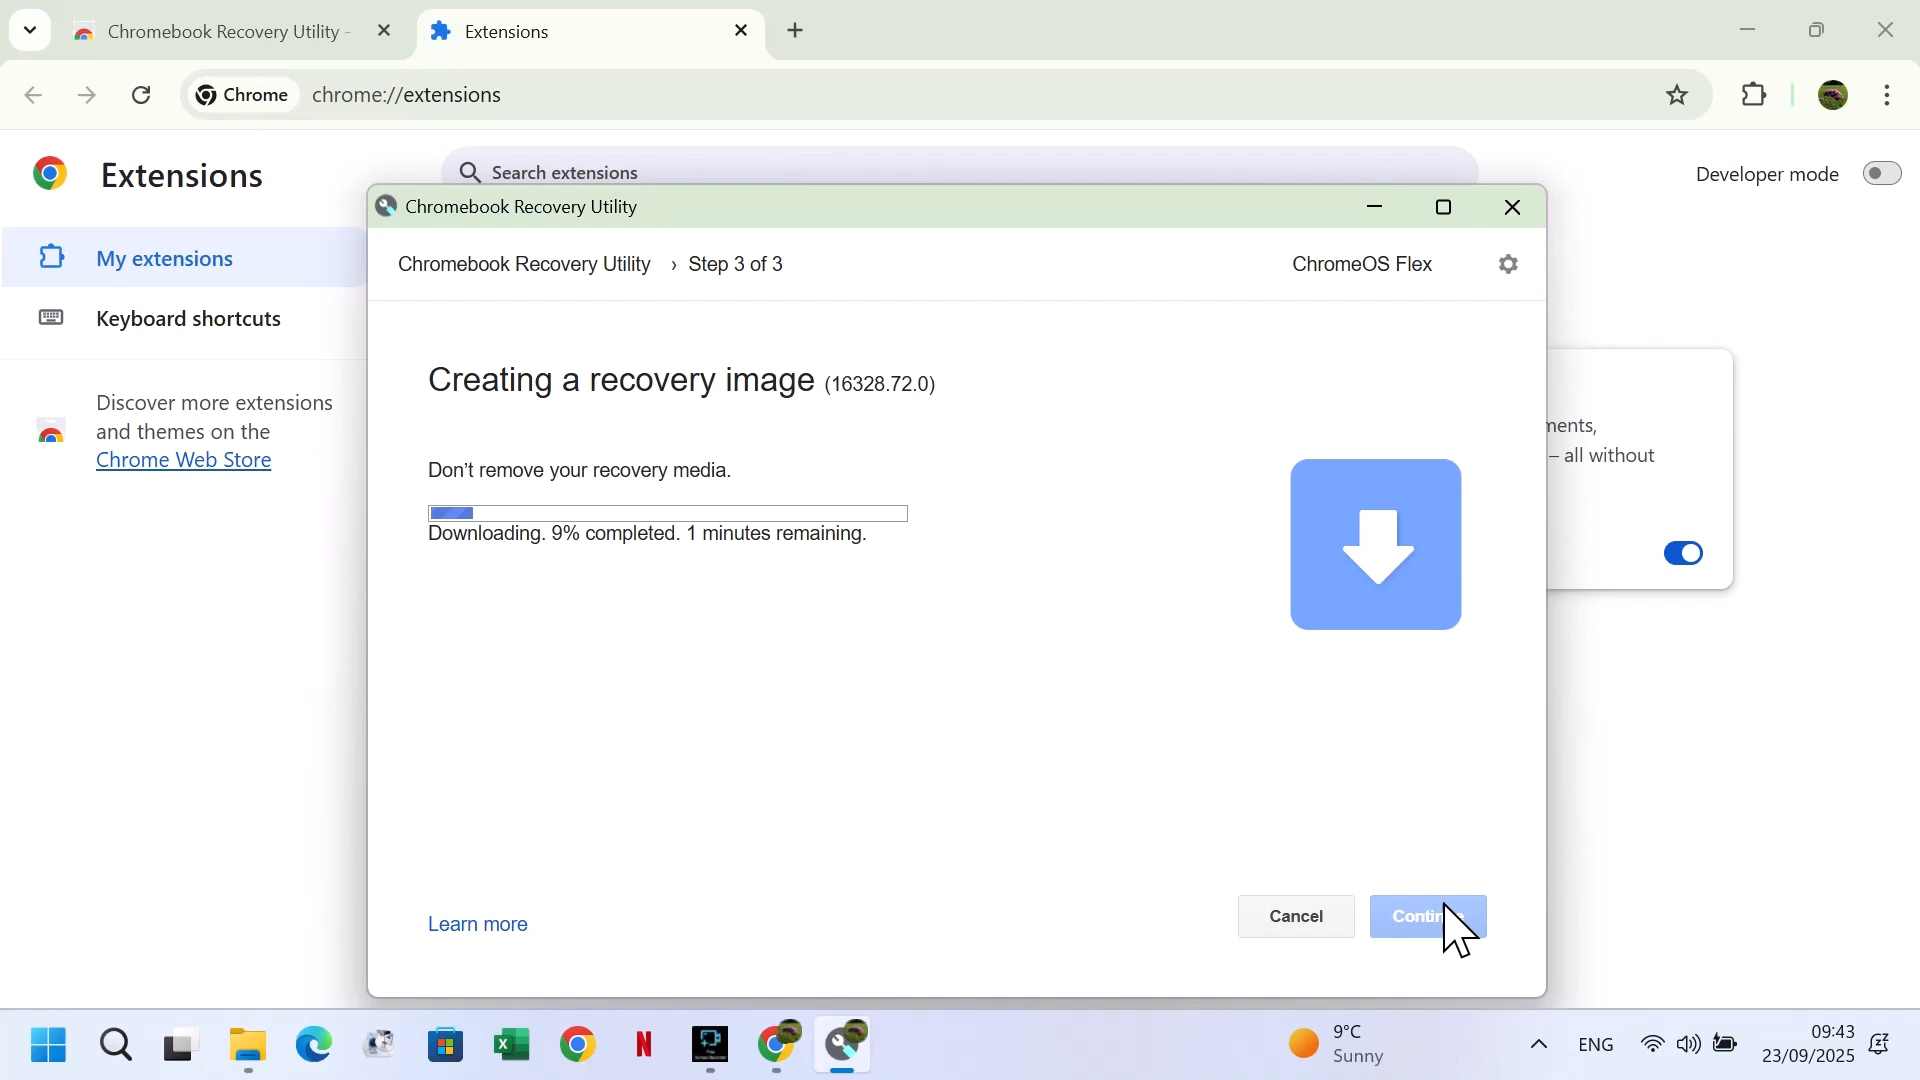 Chromebook Recovery Utility -
Extensions
Chrome
chrome://extensions
Extensions
Search extensions
Developer mode
My extensions
Keyboard shortcuts
Discover more extensions
and themes on the
Chrome Web Store
Chromebook Recovery Utility
Chromebook Recovery Utility › Step 3 of 3
ChromeOS Flex
Creating a recovery image (16328.72.0)
Don't remove your recovery media.
Downloading. 9% completed. 1 minutes remaining.
– all without
Learn more
Cancel
9°C
Sunny
ENG
09:43
23/09/2025